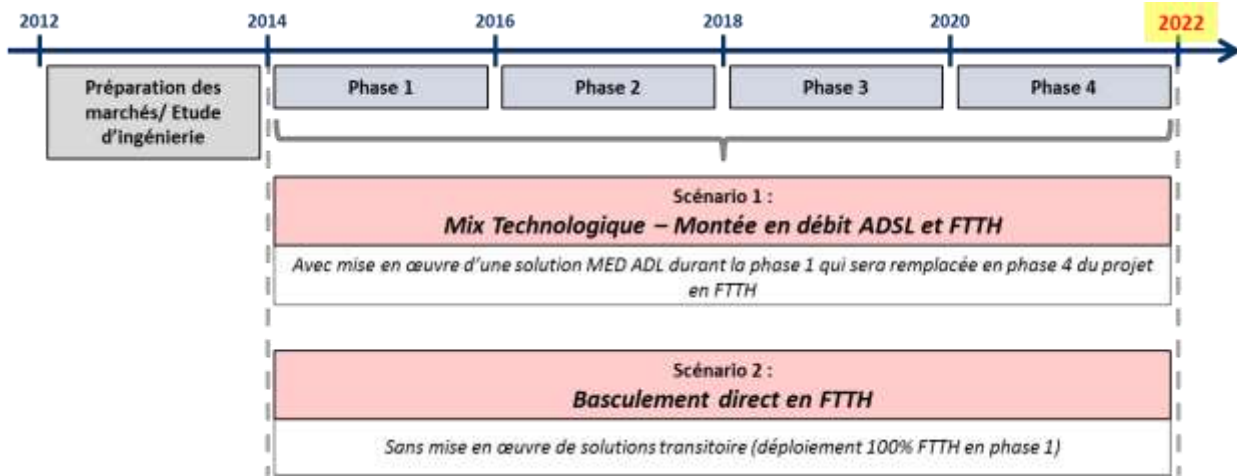 2012 2014 2016 2018 2020 2022
Préparation des
marchés/ Etude
d'ingénierie
Phase 1 Phase 2 Phase 3 Phase 4
Scénario 1 :
Mix Technologique – Montée en débit ADSL et FTTH
Avec mise en œuvre d'une solution MED ADL durant la phase 1 qui sera remplacée en phase 4 du projet
en FTTH
Scénario 2 :
Basculement direct en FTTH
Sans mise en œuvre de solutions transitoire (déploiement 100% FTTH en phase 1)